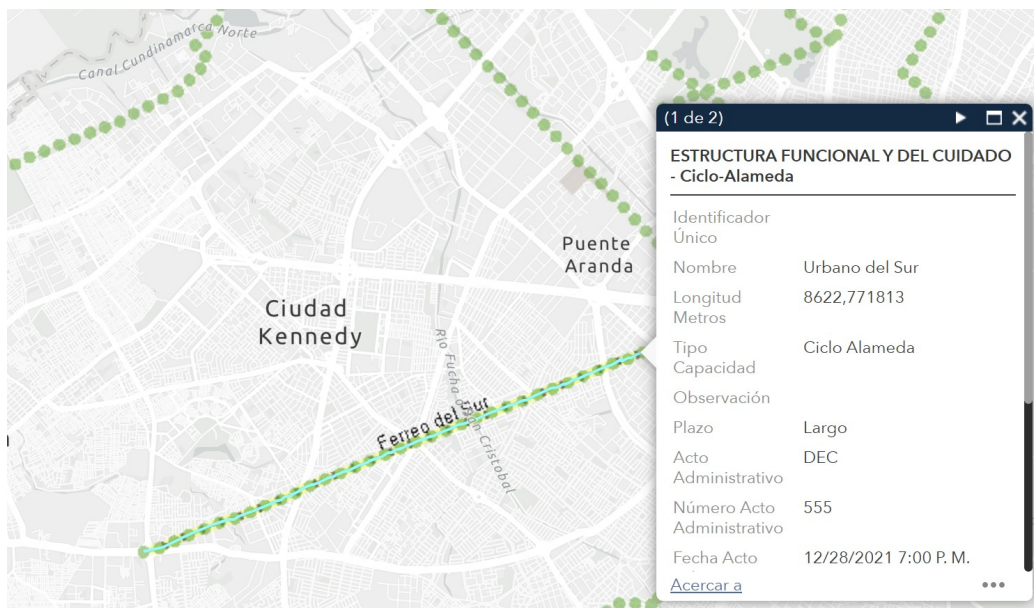 Canal Cundinamarca Norte
Puente
Aranda
Ciudad
Kennedy
Río Fucha o San Cristobal
Ferreo del Sur
(1 de 2)
ESTRUCTURA FUNCIONAL Y DEL CUIDADO
- Ciclo-Alameda
Identificador
Único
Nombre Urbano del Sur
Longitud 8622,771813
Metros
Tipo Ciclo Alameda
Capacidad
Observación
Plazo Largo
Acto DEC
Administrativo
Número Acto 555
Administrativo
Fecha Acto 12/28/2021 7:00 P. M.
Acercar a